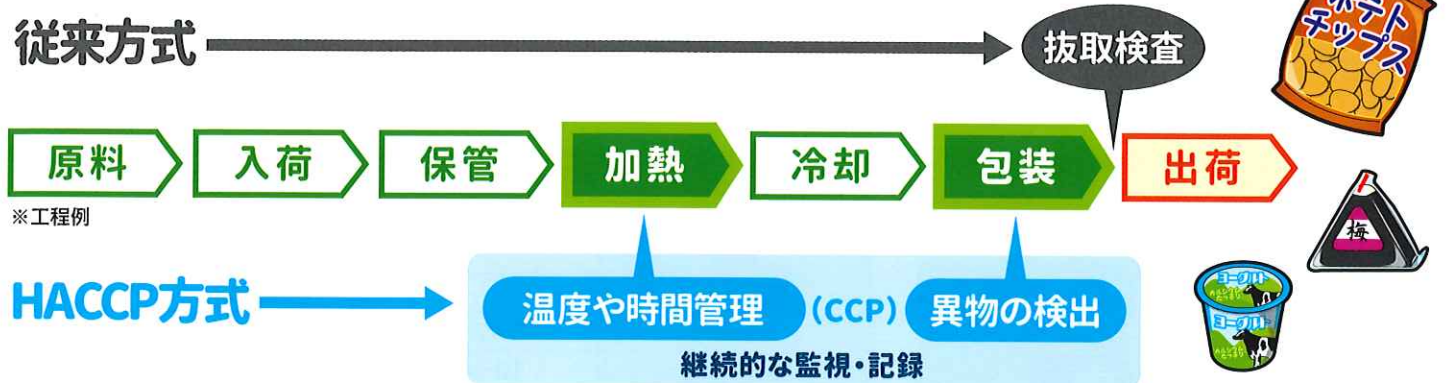 従来方式
抜取検査
ポテト
チップス
原料
入荷
保管
加熱
冷却
包装
出荷
※工程例
梅
HACCP方式
温度や時間管理
(CCP)
異物の検出
継続的な監視・記録
ヨーグルト
ヨーグルト